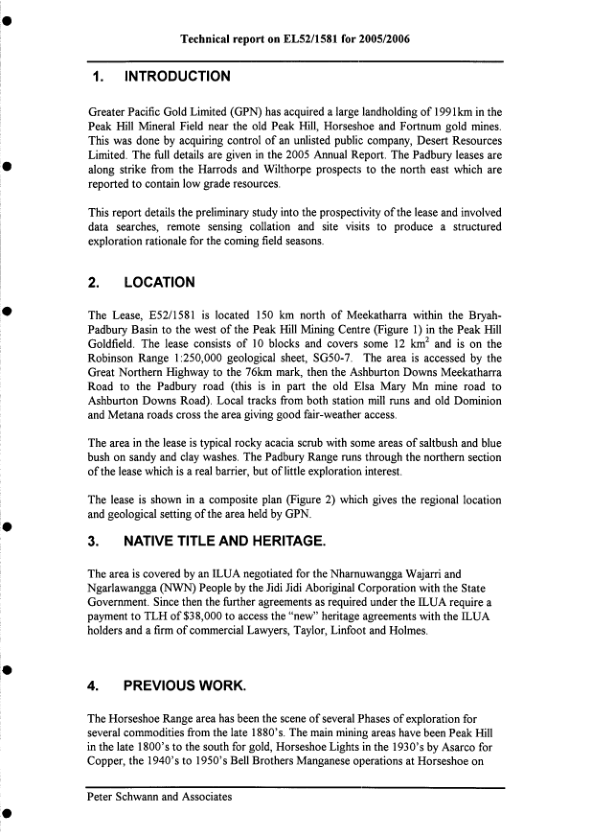 Technical report on EL52/1581 for 2005/2006
1. INTRODUCTION
Greater Pacific Gold Limited (GPN) has acquired a large landholding of 1991km in the
Peak Hill Mineral Field near the old Peak Hill, Horseshoe and Fortnum gold mines.
This was done by acquiring control of an unlisted public company, Desert Resources
Limited. The full details are given in the 2005 Annual Report. The Padbury leases are
along strike from the Harrods and Wilthorpe prospects to the north east which are
reported to contain low grade resources.
This report details the preliminary study into the prospectivity of the lease and involved
data searches, remote sensing collation and site visits to produce a structured
exploration rationale for the coming field seasons.
2. LOCATION
The Lease, E52/1581 is located 150 km north of Meekatharra within the Bryah-
Padbury Basin to the west of the Peak Hill Mining Centre (Figure 1) in the Peak Hill
Goldfield. The lease consists of 10 blocks and covers some 12 km² and is on the
Robinson Range 1:250,000 geological sheet, SG50-7. The area is accessed by the
Great Northern Highway to the 76km mark, then the Ashburton Downs Meekatharra
Road to the Padbury road (this is in part the old Elsa Mary Mn mine road to
Ashburton Downs Road). Local tracks from both station mill runs and old Dominion
and Metana roads cross the area giving good fair-weather access.
The area in the lease is typical rocky acacia scrub with some areas of saltbush and blue
bush on sandy and clay washes. The Padbury Range runs through the northern section
of the lease which is a real barrier, but of little exploration interest.
The lease is shown in a composite plan (Figure 2) which gives the regional location
and geological setting of the area held by GPN.
3. NATIVE TITLE AND HERITAGE.
The area is covered by an ILUA negotiated for the Nharnuwangga Wajarri and
Ngarlawangga (NWN) People by the Jidi Jidi Aboriginal Corporation with the State
Government. Since then the further agreements as required under the ILUA require a
payment to TLH of $38,000 to access the "new" heritage agreements with the ILUA
holders and a firm of commercial Lawyers, Taylor, Linfoot and Holmes.
4. PREVIOUS WORK.
The Horseshoe Range area has been the scene of several Phases of exploration for
several commodities from the late 1880's. The main mining areas have been Peak Hill
in the late 1800's to the south for gold, Horseshoe Lights in the 1930's by Asarco for
Copper, the 1940's to 1950's Bell Brothers Manganese operations at Horseshoe on
Peter Schwann and Associates